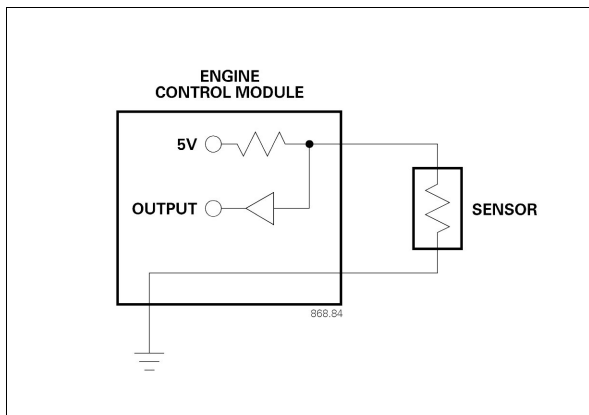 ENGINE
CONTROL MODULE
5V
OUTPUT
SENSOR
868.84